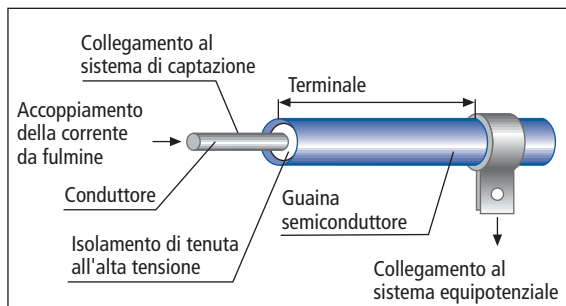 Collegamento al
sistema di captazione
Terminale
Accoppiamento
della corrente
da fulmine
Conduttore
Guaina
semiconduttore
Isolamento di tenuta
all'alta tensione
Collegamento al
sistema equipotenziale